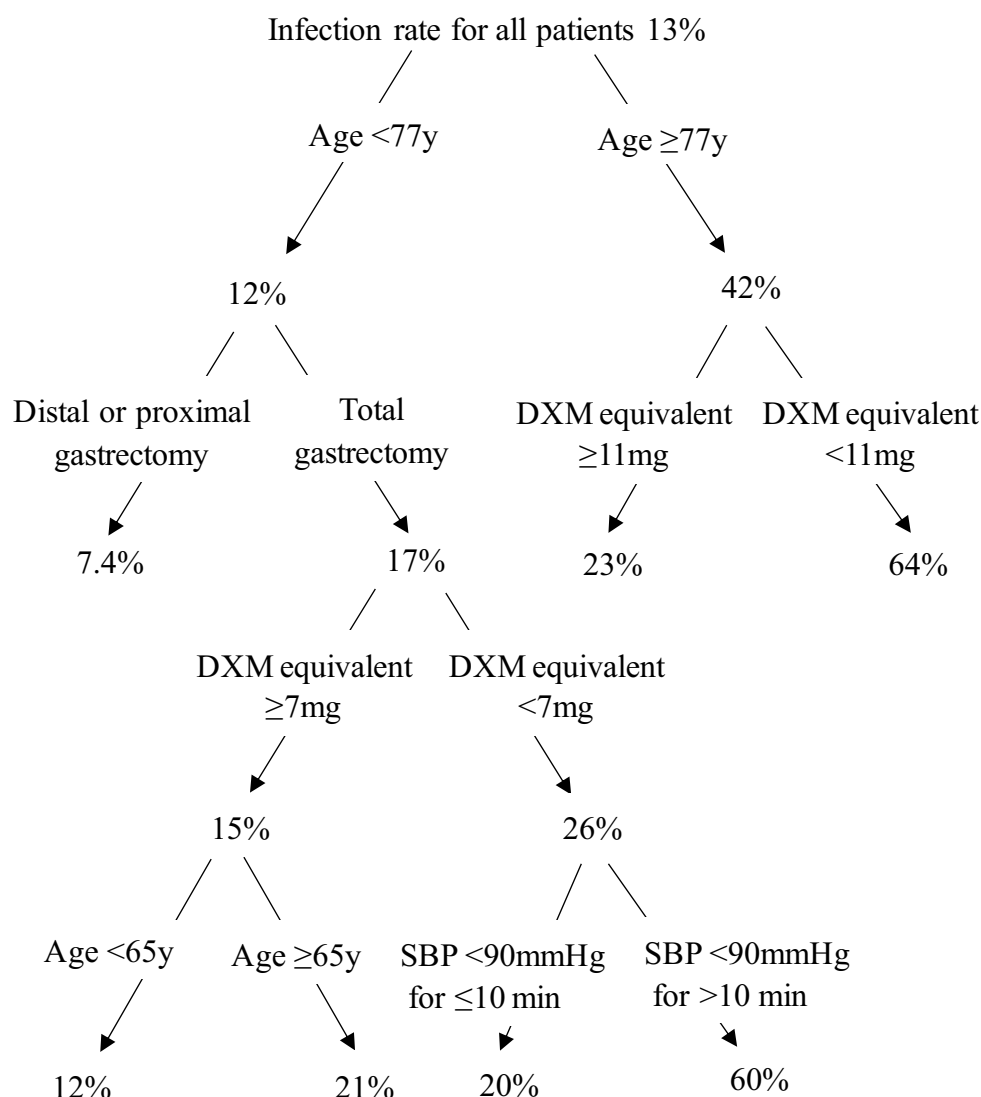 Infection rate for all patients 13%
Age <77y
Age ≥77y
12%
42%
Distal or proximal
gastrectomy
Total
gastrectomy
DXM equivalent
≥11mg
DXM equivalent
<11mg
7.4%
17%
23%
64%
DXM equivalent
≥7mg
DXM equivalent
<7mg
15%
26%
Age <65y
Age ≥65y
SBP <90mmHg
for ≤10 min
SBP <90mmHg
for >10 min
12%
21%
20%
60%